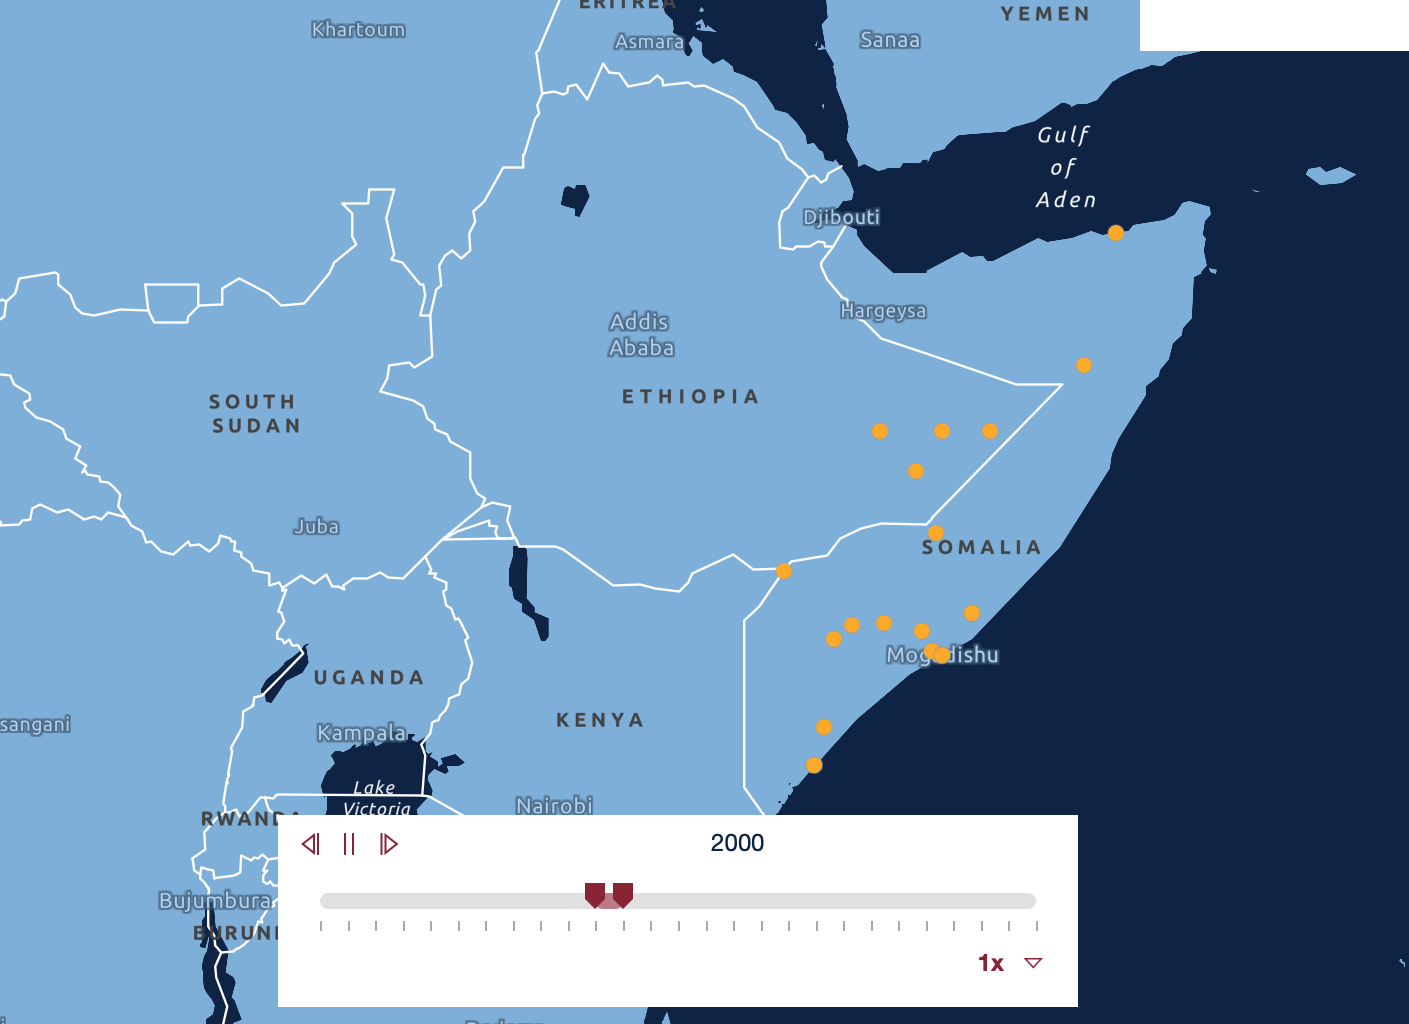 ERITREA
YEMEN
Khartoum
Asmara
Sanaa
Gulf
of
Aden
Djibouti
Hargeysa
Addis
Ababa
ETHIOPIA
SOUTH
SUDAN
Juba
SOMALIA
Mogadishu
UGANDA
KENYA
sangani
Kampala
Lake
Victoria
Nairobi
RWANDA
2000
Bujumbura
BURUN
1x